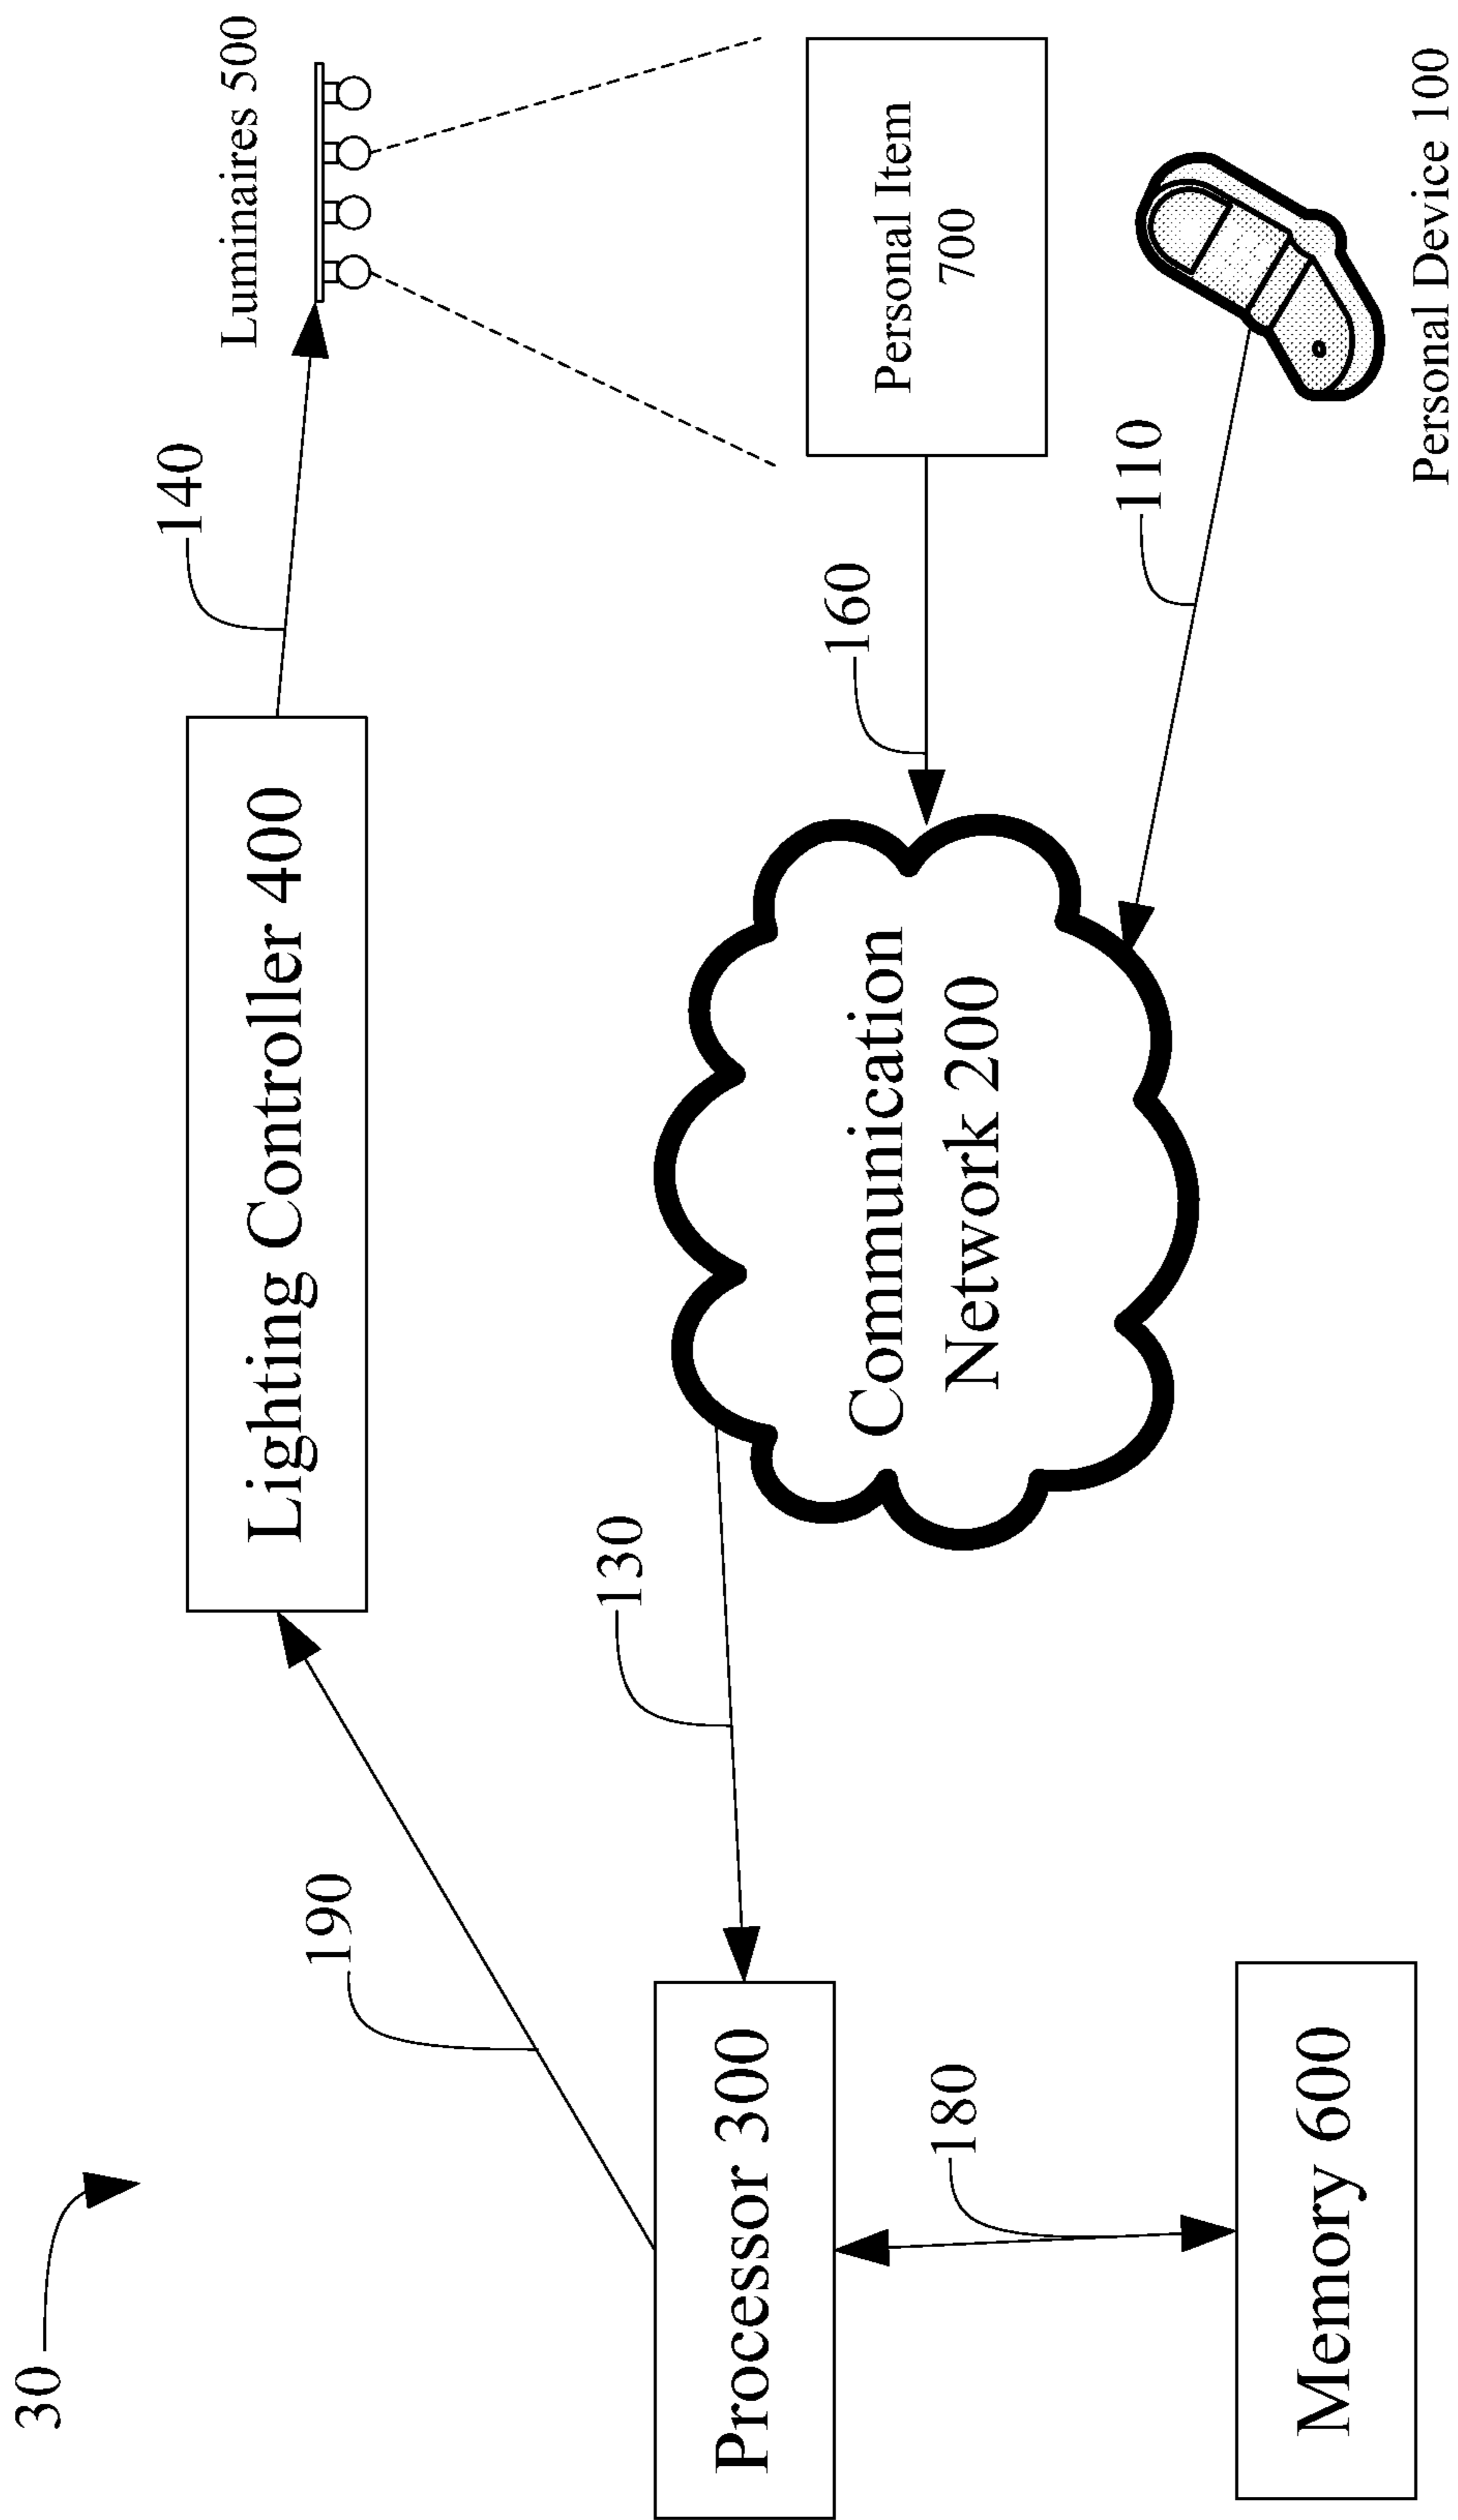 30
190
Lighting Controller 400
140
Luminaires 500
Processor 300
130
Communication
Network 200
160
Personal Item
700
180
Memory 600
110
Personal Device 100